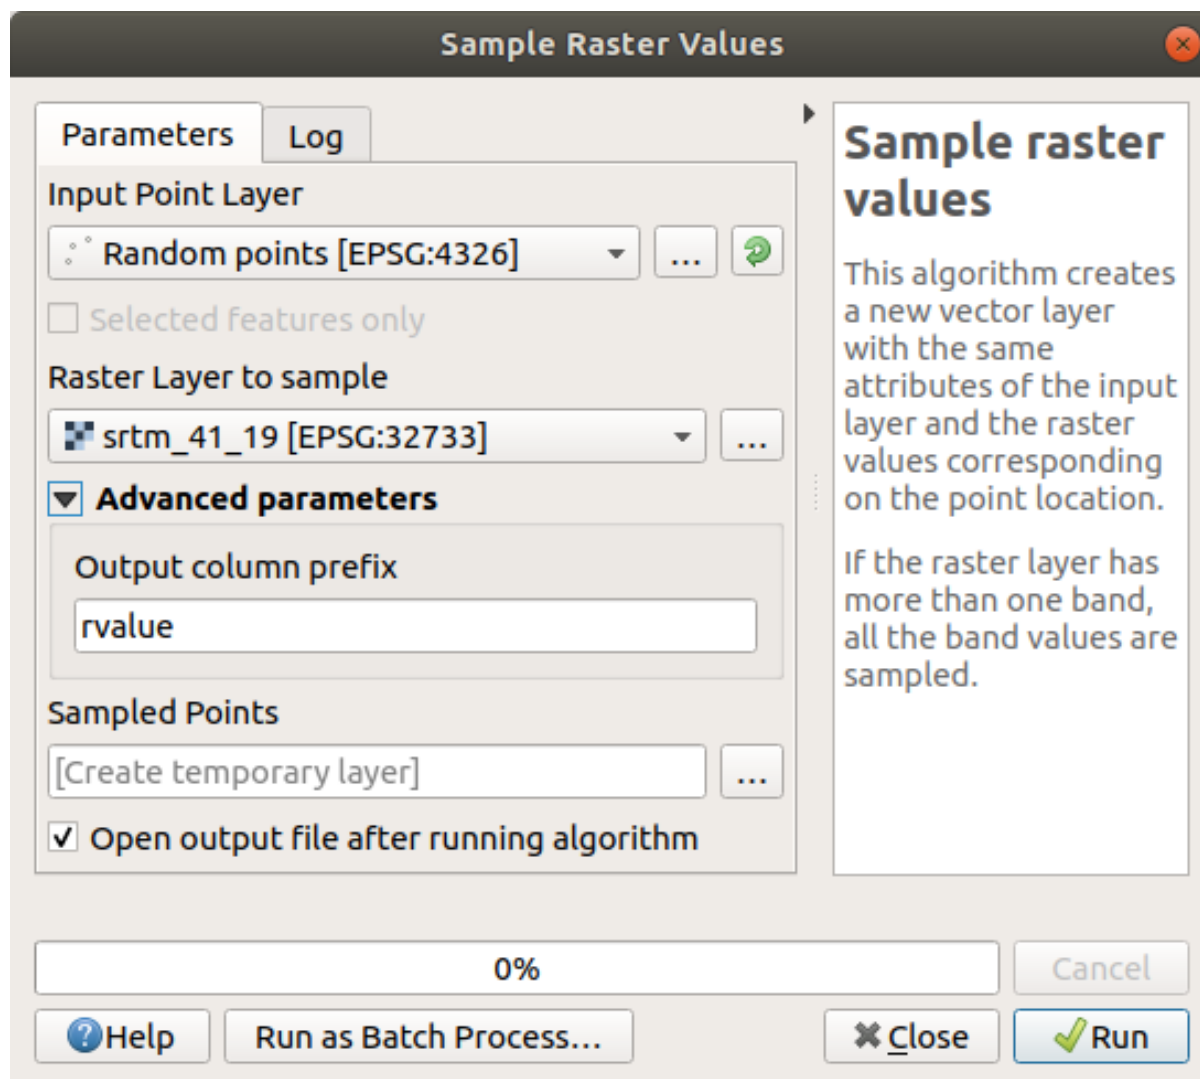 Sample Raster Values
Parameters
Log
Input Point Layer
Random points [EPSG:4326]
...
Selected features only
Raster Layer to sample
srtm_41_19 [EPSG:32733]
...
Advanced parameters
Output column prefix
rvalue
Sampled Points
[Create temporary layer]
...
Open output file after running algorithm
Sample raster
values
This algorithm creates
a new vector layer
with the same
attributes of the input
layer and the raster
values corresponding
on the point location.
If the raster layer has
more than one band,
all the band values are
sampled.
0%
Cancel
Help
Run as Batch Process...
Close
Run